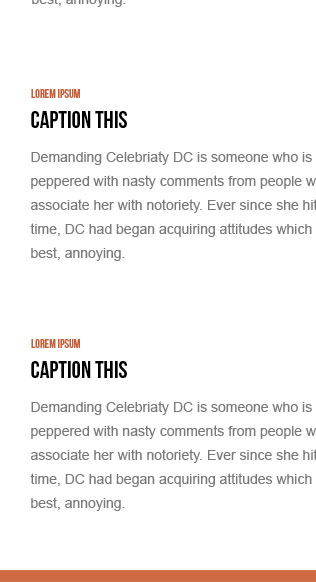 best, annoying.
LOREM IPSUM
CAPTION THIS
Demanding Celebriaty DC is someone who is
peppered with nasty comments from people w
associate her with notoriety. Ever since she hit
time, DC had began acquiring attitudes which
best, annoying.
LOREM IPSUM
CAPTION THIS
Demanding Celebriaty DC is someone who is
peppered with nasty comments from people w
associate her with notoriety. Ever since she hit
time, DC had began acquiring attitudes which
best, annoying.